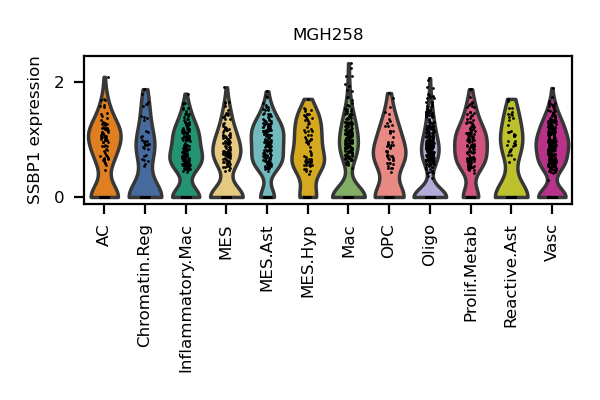 MGH258
SSBP1 expression
2
0
AC
Chromatin.Reg
Inflammatory.Mac
MES
MES.Ast
MES.Hyp
Mac
OPC
Oligo
Prolif.Metab
Reactive.Ast
Vasc